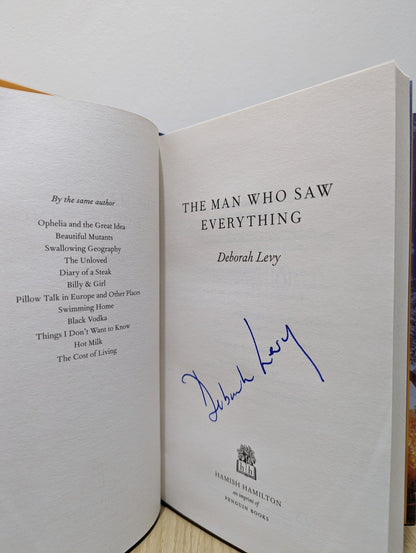 By the same author
Ophelia and the Great Idea
Beautiful Mutants
Swallowing Geography
The Unloved
Diary of a Steak
Billy & Girl
Pillow Talk in Europe and Other Places
Swimming Home
Black Vodka
Things I Don't Want to Know
Hot Milk
The Cost of Living
THE MAN WHO SAW
EVERYTHING
Deborah Levy
Deborah Levy
hh
HAMISH HAMILTON
an imprint of
PENGUIN BOOKS